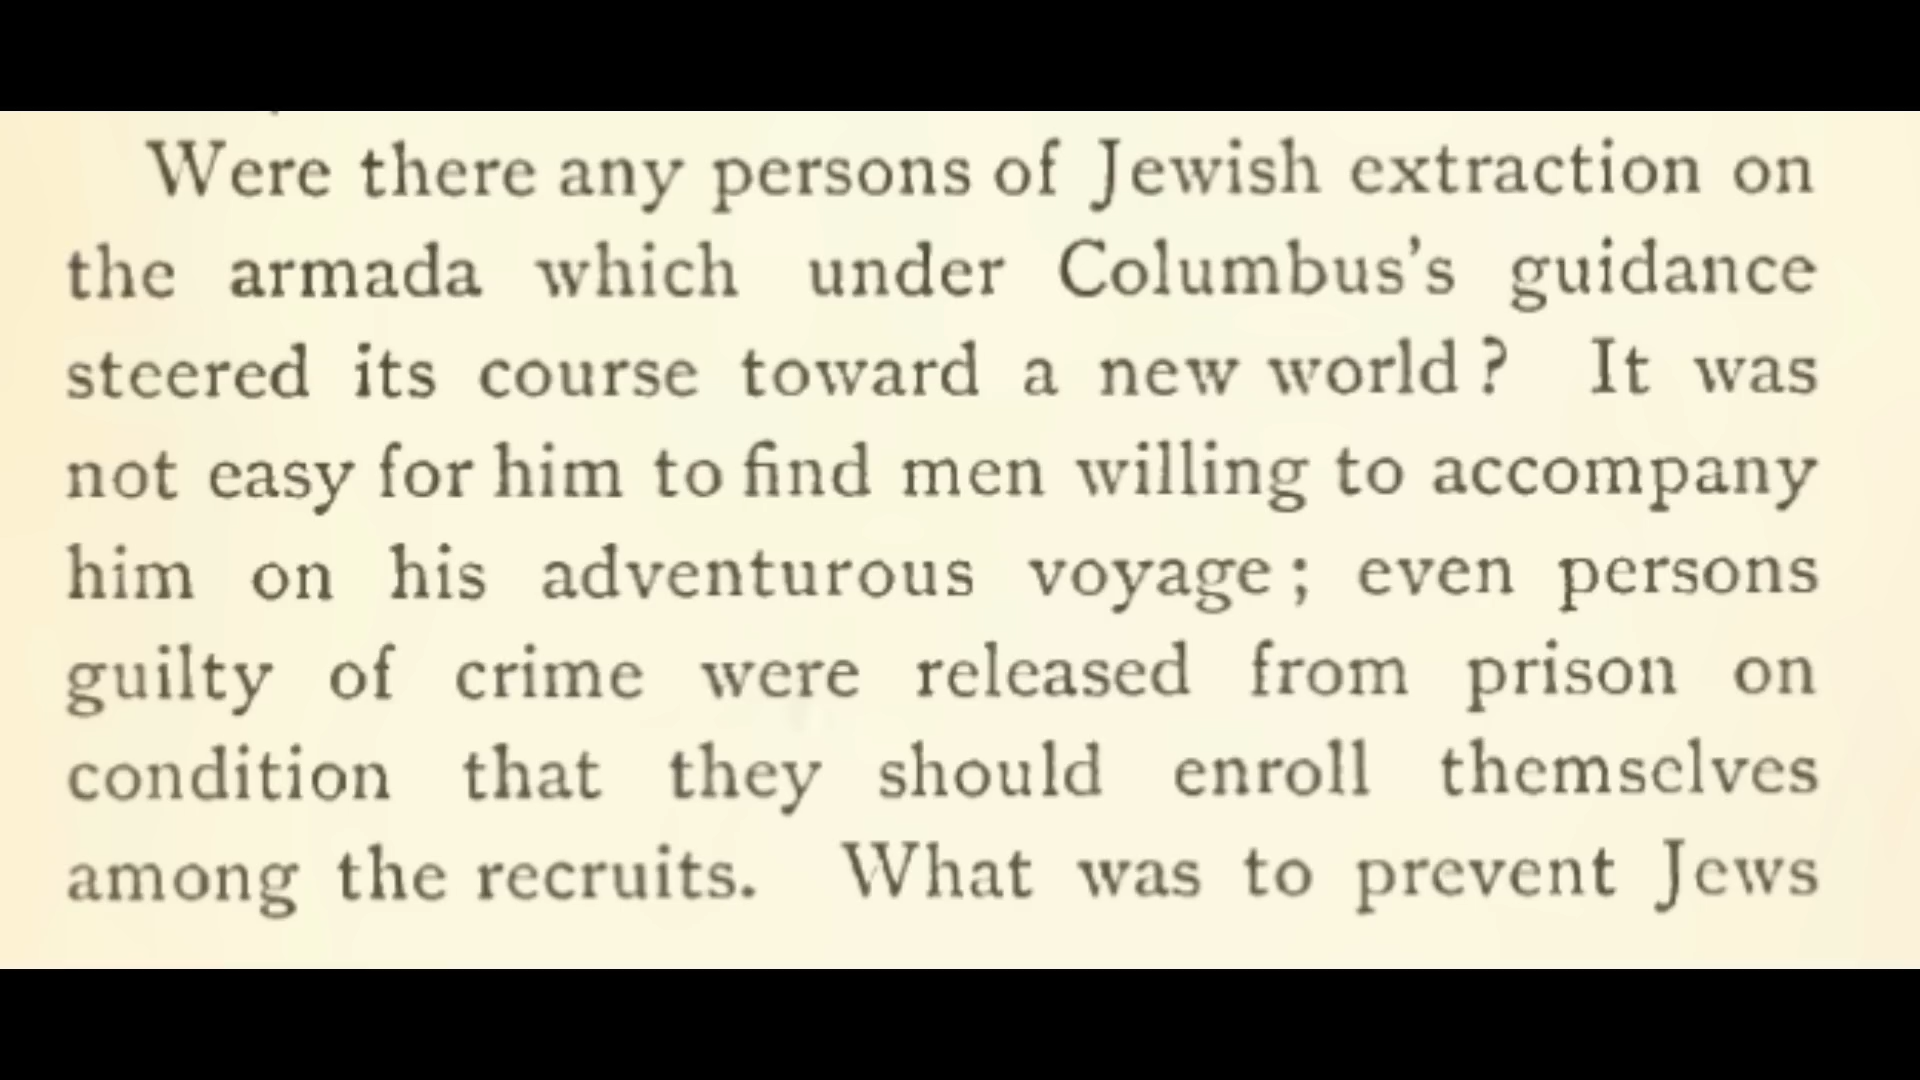 Were there any persons of Jewish extraction on
the armada which under Columbus's guidance
steered its course toward a new world ? It was
not easy for him to find men willing to accompany
him on his adventurous voyage ; even persons
guilty of crime were released from prison on
condition that they should enroll themselves
among the recruits. What was to prevent Jews